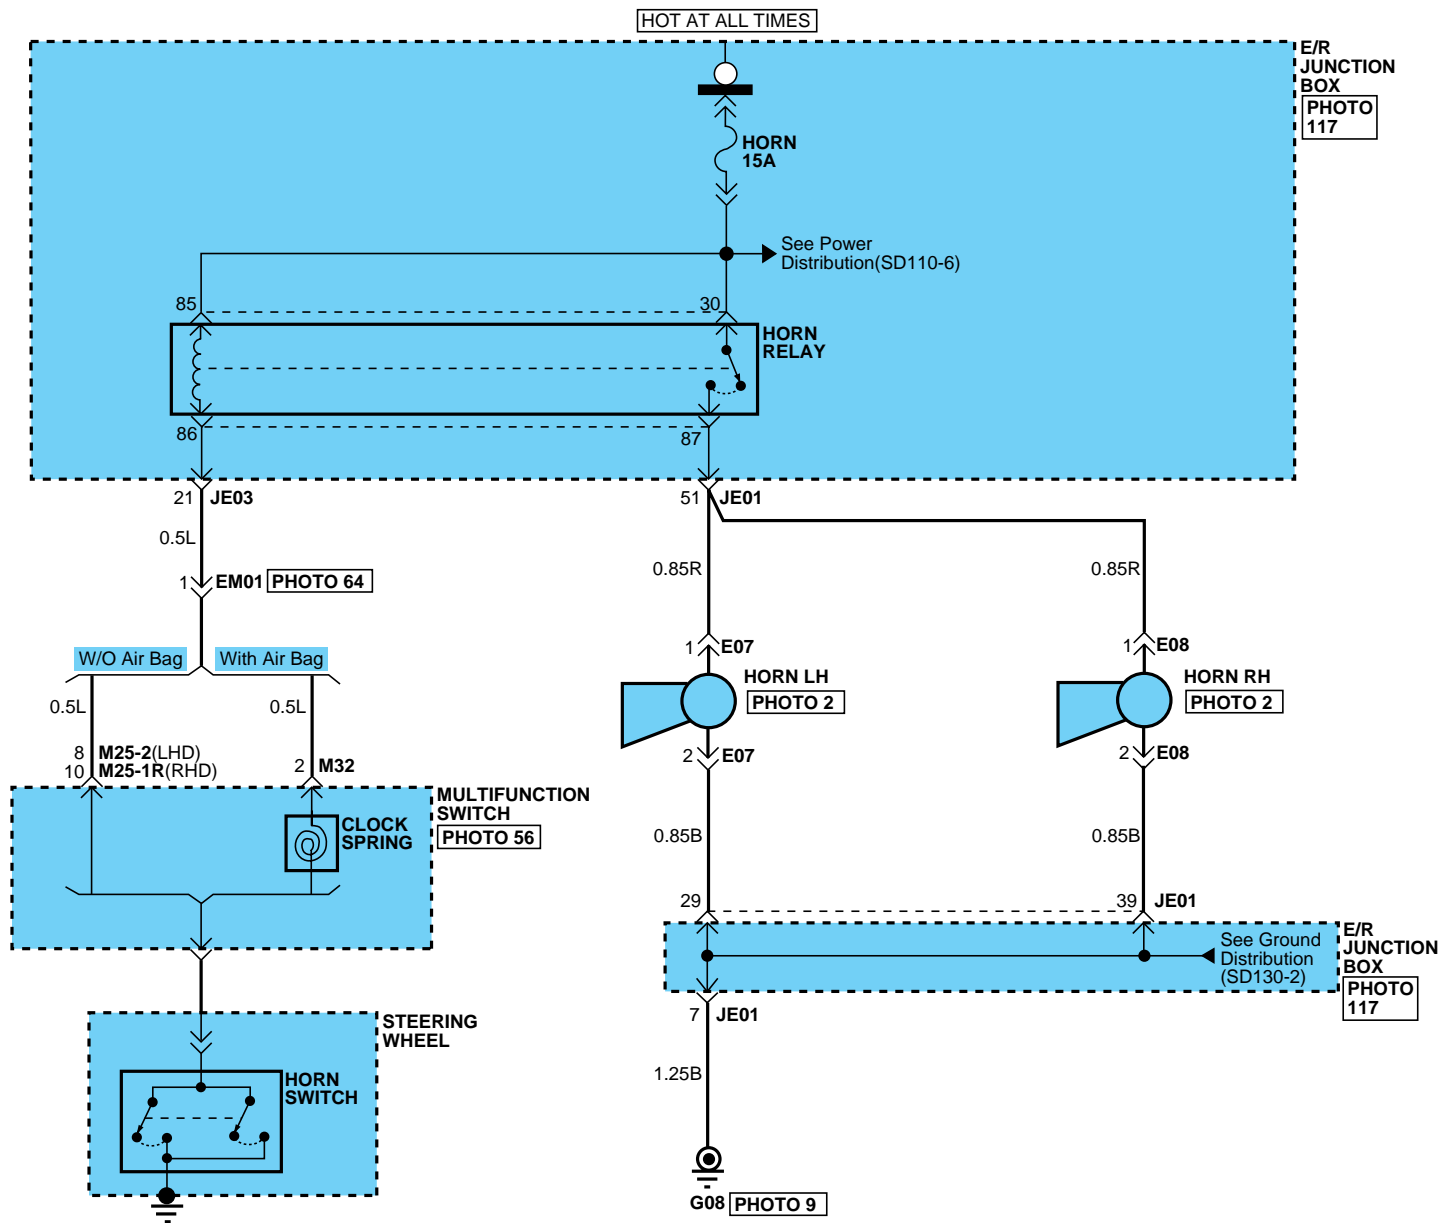 HOT AT ALL TIMES
E/R
JUNCTION
BOX
PHOTO
117
HORN
15A
See Power
Distribution(SD110-6)
85
30
HORN
RELAY
86
87
21 JE03
51 JE01
0.5L
1 EM01 PHOTO 64
0.85R
0.85R
W/O Air Bag
With Air Bag
1 E07
1 E08
HORN LH
PHOTO 2
HORN RH
PHOTO 2
0.5L
0.5L
8 M25-2(LHD)
10 M25-1R(RHD)
2 M32
2 E07
2 E08
MULTIFUNCTION
SWITCH
PHOTO 56
CLOCK
SPRING
0.85B
0.85B
29
39 JE01
E/R
JUNCTION
BOX
PHOTO
117
See Ground
Distribution
(SD130-2)
7 JE01
STEERING
WHEEL
HORN
SWITCH
1.25B
G08 PHOTO 9